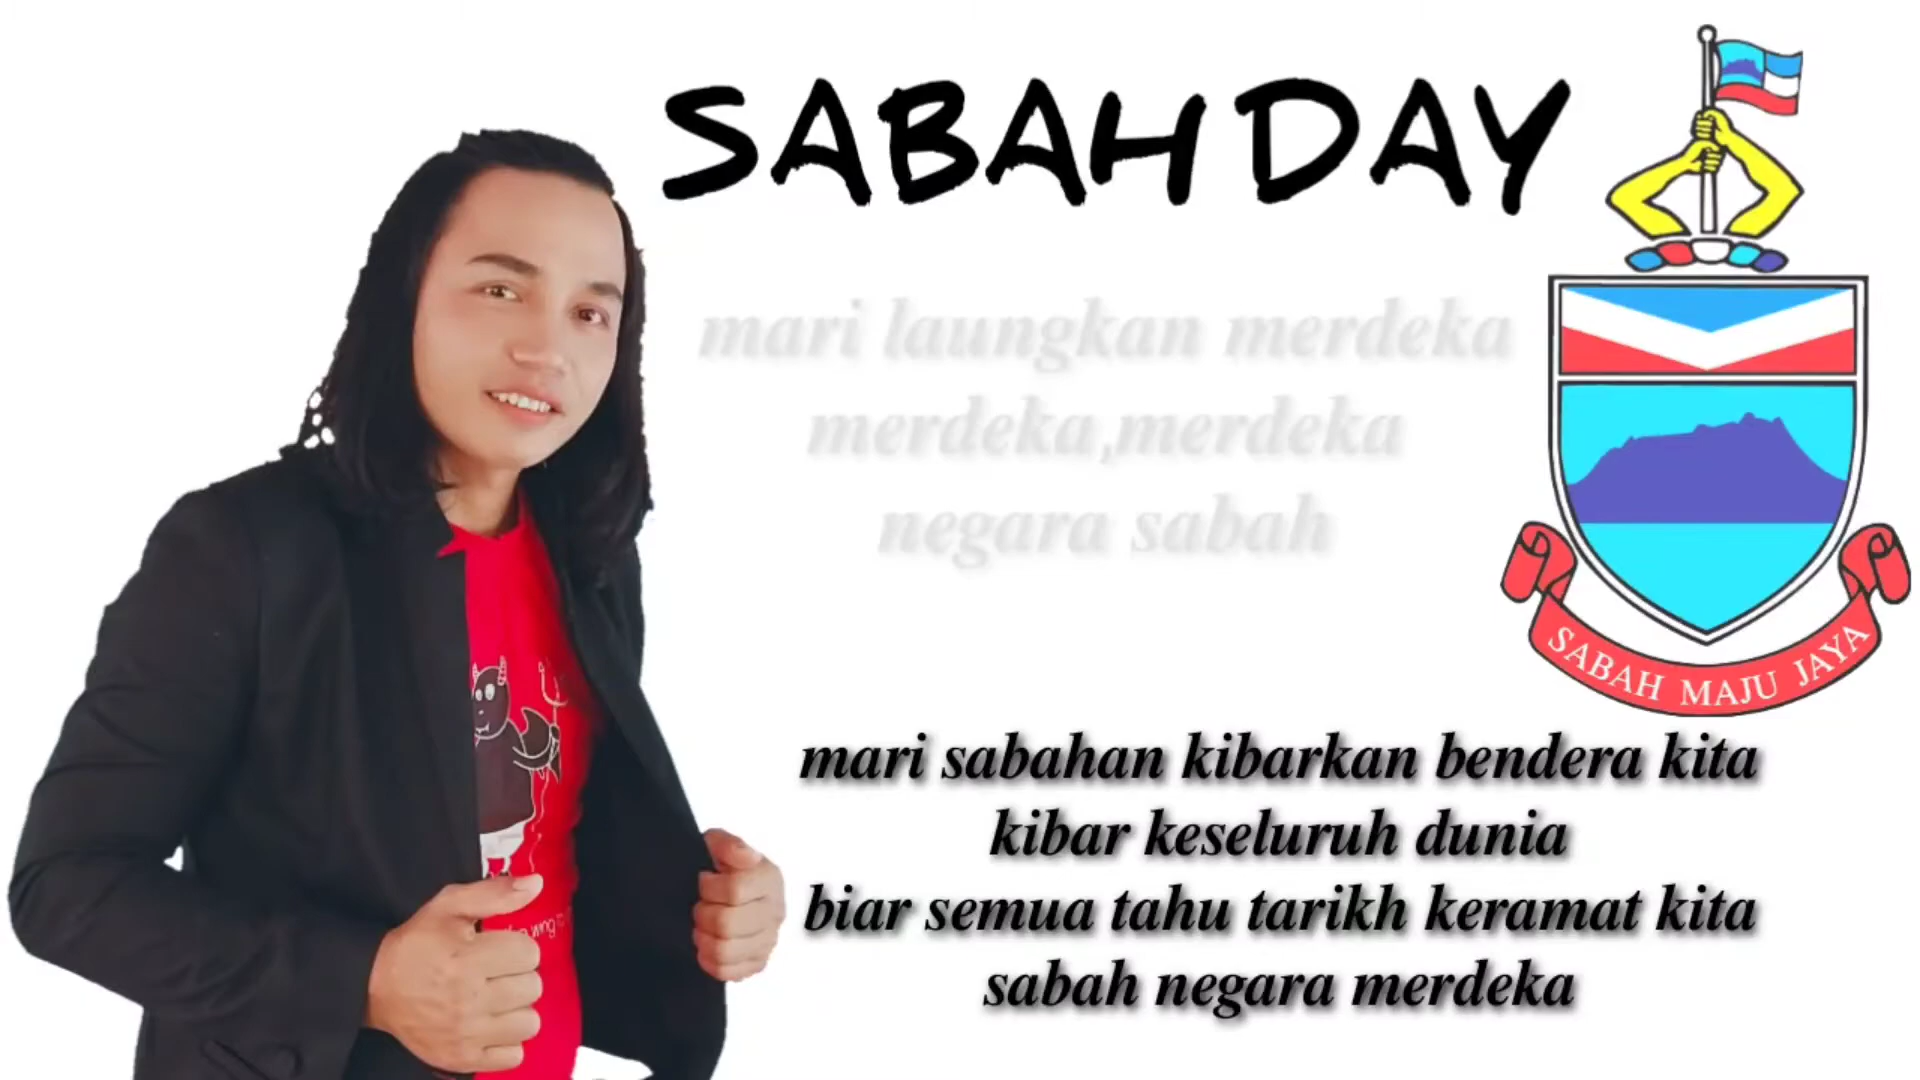 SABAH DAY
mari laungkan merdeka
merdeka,merdeka
negara sabah
SABAH MAJU JAYA
mari sabahan kibarkan bendera kita
kibar keseluruh dunia
biar semua tahu tarikh keramat kita
sabah negara merdeka